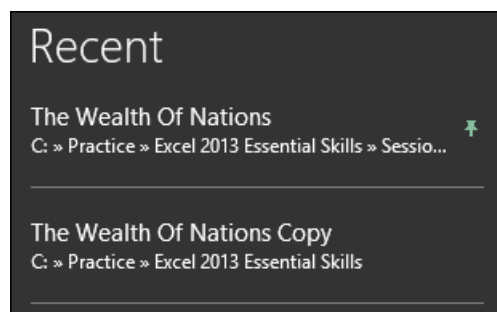 Recent
The Wealth Of Nations
C: » Practice » Excel 2013 Essential Skills » Sessio...
The Wealth Of Nations Copy
C: » Practice » Excel 2013 Essential Skills